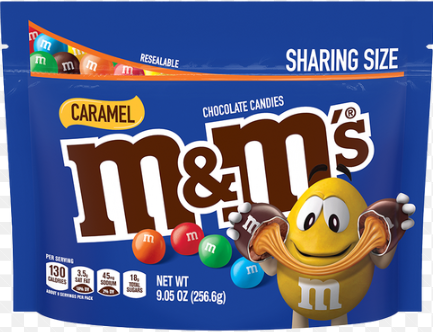 RESEALABLE
SHARING SIZE
CARAMEL
CHOCOLATE CANDIES
m&m's®
m
m
m
m
m
PER SERVING
130 CALORIES
3.5g SAT FAT
45mg SODIUM
18g TOTAL SUGARS
NET WT
9.05 OZ (256.6g)